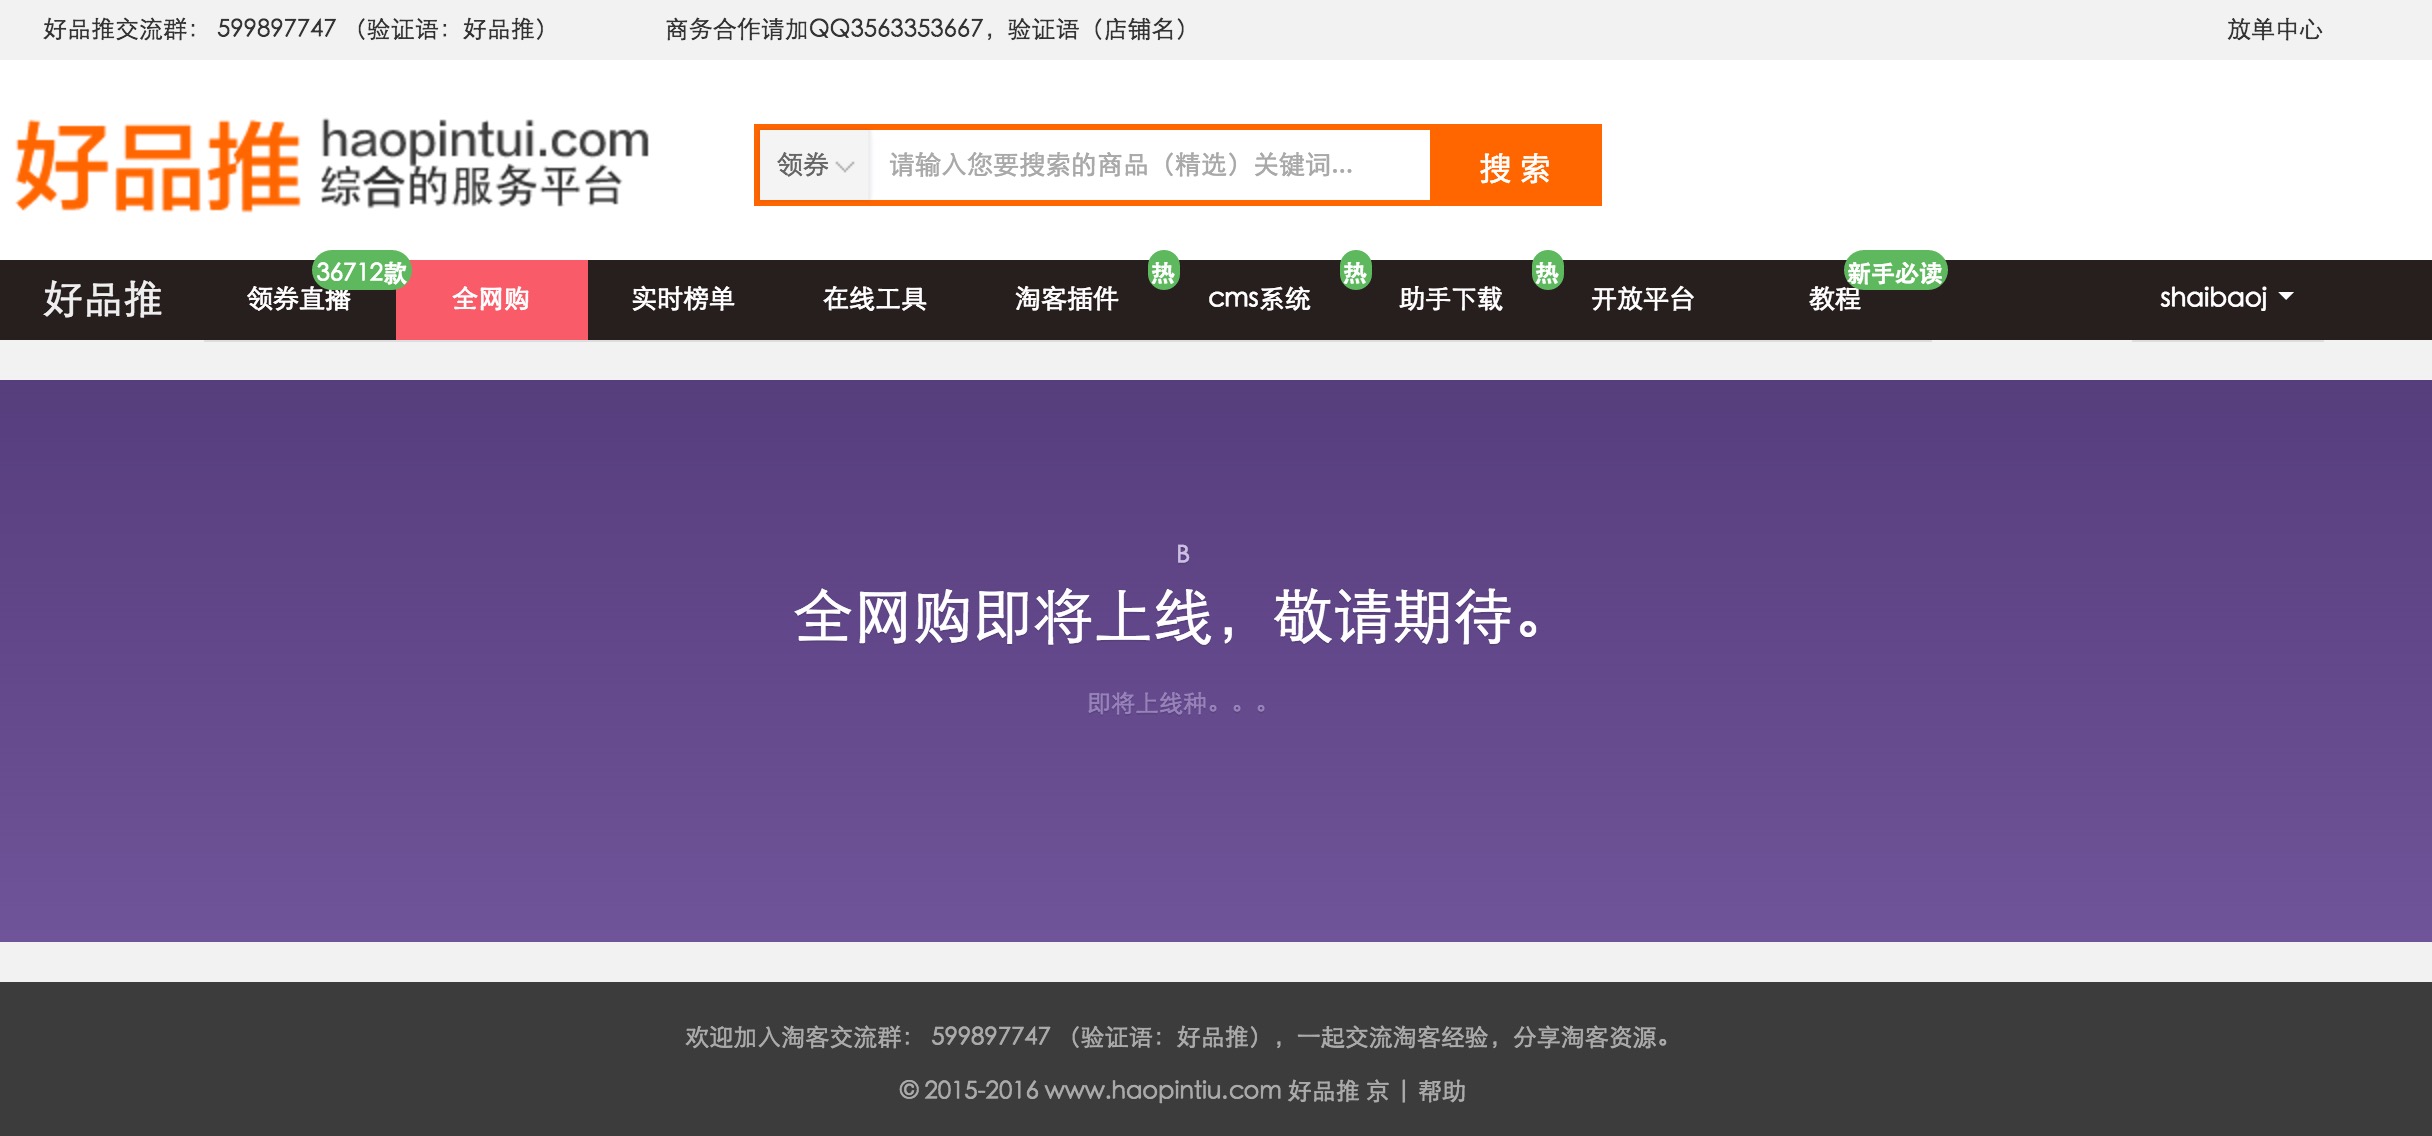 好品推交流群： 599897747 （验证语：好品推）
商务合作请加QQ3563353667，验证语（店铺名）
放单中心
好品推
haopintui.com
综合的服务平台
领券
请输入您要搜索的商品（精选）关键词...
搜 索
好品推
领券直播
36712款
全网购
实时榜单
在线工具
淘客插件
热
cms系统
热
助手下载
热
开放平台
教程
新手必读
shaibaoj
B
全网购即将上线，敬请期待。
即将上线种。。。
欢迎加入淘客交流群： 599897747 （验证语：好品推），一起交流淘客经验，分享淘客资源。
© 2015-2016 www.haopintiu.com 好品推 京 | 帮助